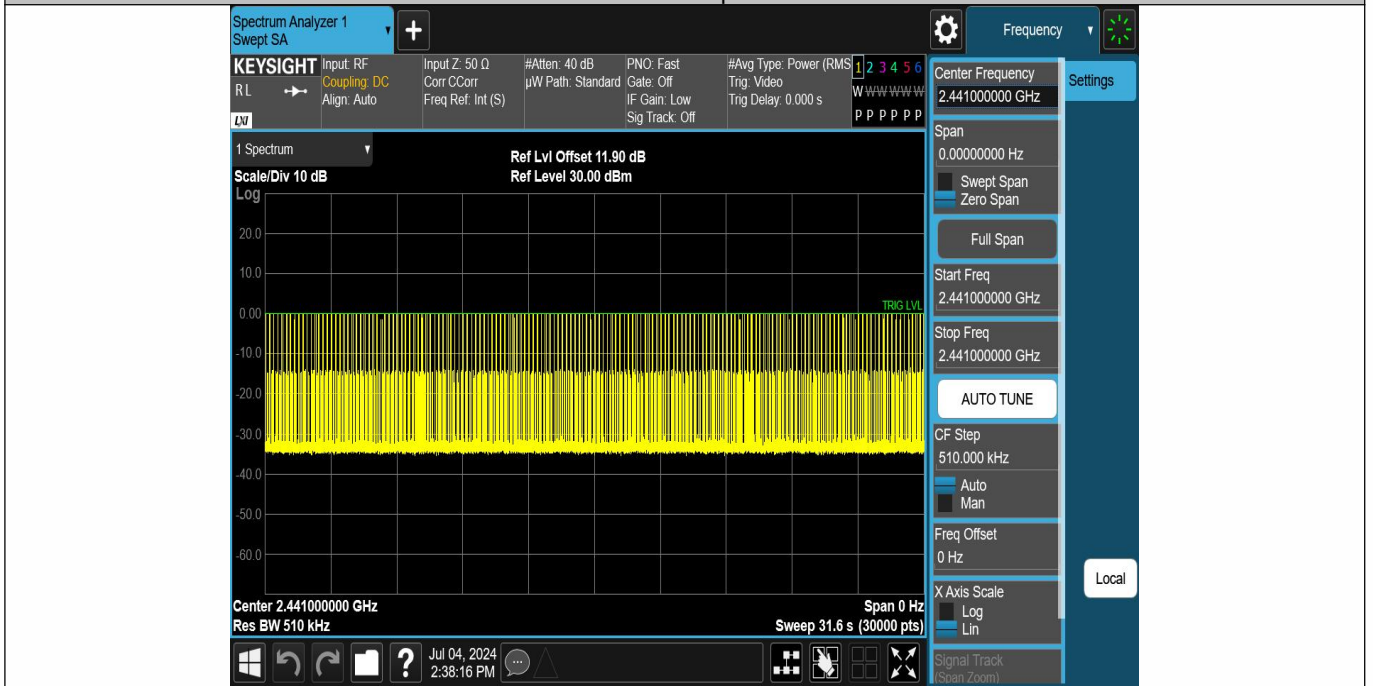 Spectrum Analyzer 1
Swept SA
+
Frequency
KEYSIGHT
Input: RF
Coupling: DC
Align: Auto
Input Z: 50 Ω
Corr CCorr
Freq Ref: Int (S)
#Atten: 40 dB
µW Path: Standard
PNO: Fast
Gate: Off
IF Gain: Low
Sig Track: Off
#Avg Type: Power (RMS
Trig: Video
Trig Delay: 0.000 s
1 2 3 4 5 6
W W W W W W
P P P P P P
R L
LXI
Center Frequency
2.441000000 GHz
Settings
1 Spectrum
Scale/Div 10 dB
Ref Lvl Offset 11.90 dB
Ref Level 30.00 dBm
Log
20.0
10.0
0.00
-10.0
-20.0
-30.0
-40.0
-50.0
-60.0
TRIG LVL
Center 2.441000000 GHz
Res BW 510 kHz
Span 0 Hz
Sweep 31.6 s (30000 pts)
Span
0.00000000 Hz
Swept Span
Zero Span
Full Span
Start Freq
2.441000000 GHz
Stop Freq
2.441000000 GHz
AUTO TUNE
CF Step
510.000 kHz
Auto
Man
Freq Offset
0 Hz
X Axis Scale
Log
Lin
Signal Track
(Span Zoom)
Local
?
Jul 04, 2024
2:38:16 PM